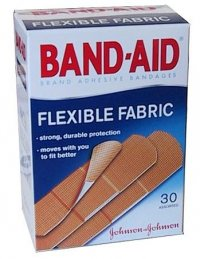 BAND-AID
BRAND ADHESIVE BANDAGES
FLEXIBLE FABRIC
• strong, durable protection
• moves with you
to fit better
30
ASSORTED
Johnson & Johnson